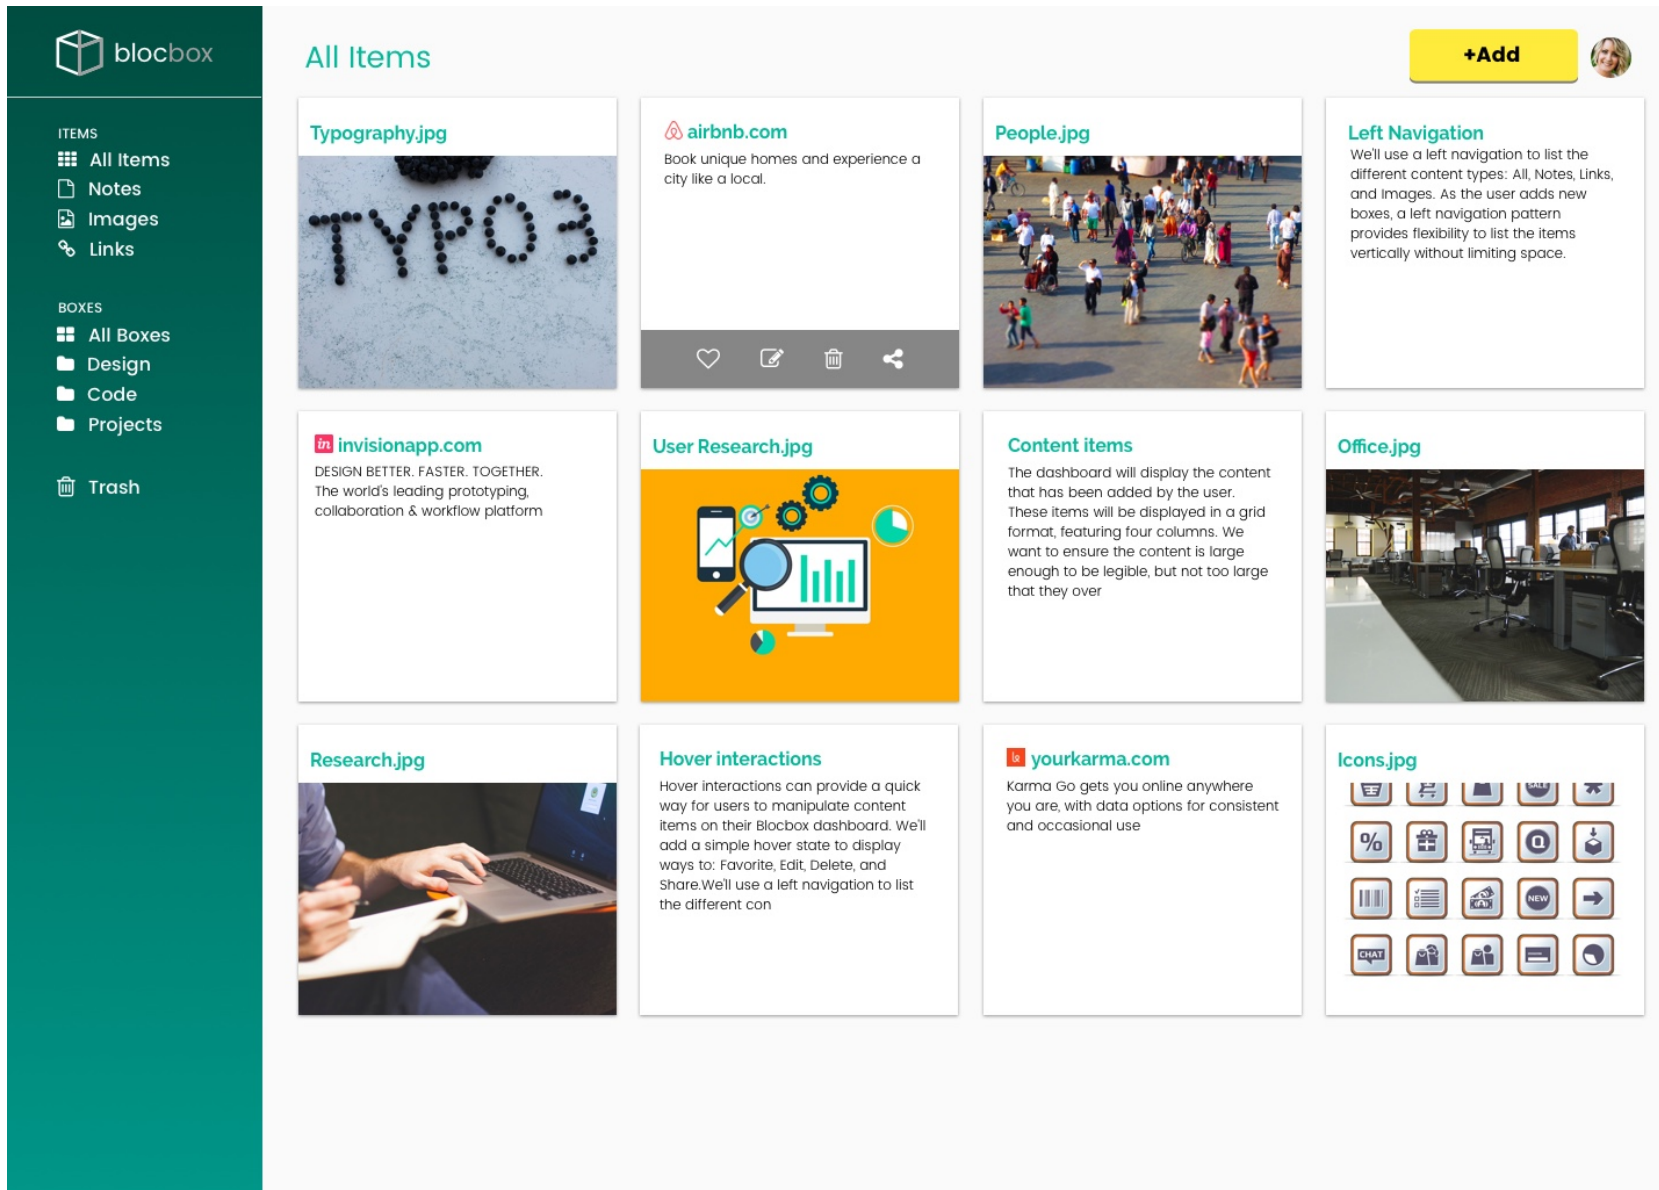 blocbox
ITEMS
All Items
Notes
Images
Links
BOXES
All Boxes
Design
Code
Projects
Trash
All Items
+Add
Typography.jpg
TYPO3
airbnb.com
Book unique homes and experience a
city like a local.
People.jpg
Left Navigation
We'll use a left navigation to list the
different content types: All, Notes, Links,
and Images. As the user adds new
boxes, a left navigation pattern
provides flexibility to list the items
vertically without limiting space.
in invisionapp.com
DESIGN BETTER. FASTER. TOGETHER.
The world's leading prototyping,
collaboration & workflow platform
User Research.jpg
Content items
The dashboard will display the content
that has been added by the user.
These items will be displayed in a grid
format, featuring four columns. We
want to ensure the content is large
enough to be legible, but not too large
that they over
Office.jpg
Research.jpg
Hover interactions
Hover interactions can provide a quick
way for users to manipulate content
items on their Blocbox dashboard. We'll
add a simple hover state to display
ways to: Favorite, Edit, Delete, and
Share.We'll use a left navigation to list
the different con
yourkarma.com
Karma Go gets you online anywhere
you are, with data options for consistent
and occasional use
Icons.jpg
SALE
%
Q
NEW
CHAT